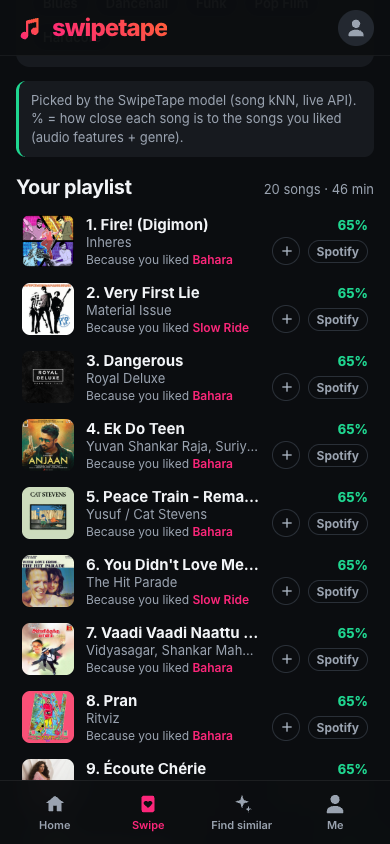 Blues Dancehall Funk Pop Film
swipetape
Picked by the SwipeTape model (song kNN, live API).
% = how close each song is to the songs you liked
(audio features + genre).
Your playlist 20 songs · 46 min
1. Fire! (Digimon) 65%
Inheres
Because you liked Bahara + Spotify
2. Very First Lie 65%
Material Issue
Because you liked Slow Ride + Spotify
ROYAL
DELUXE
3. Dangerous 65%
Royal Deluxe
Because you liked Bahara + Spotify
ANJAAN
4. Ek Do Teen 65%
Yuvan Shankar Raja, Suriy...
Because you liked Bahara + Spotify
CAT STEVENS
5. Peace Train - Rema... 65%
Yusuf / Cat Stevens
Because you liked Bahara + Spotify
THE HIT PARADE
6. You Didn't Love Me... 65%
The Hit Parade
Because you liked Slow Ride + Spotify
7. Vaadi Vaadi Naattu ... 65%
Vidyasagar, Shankar Mah...
Because you liked Bahara + Spotify
8. Pran 65%
Ritviz
Because you liked Bahara + Spotify
9. Écoute Chérie 65%
Home Swipe Find similar Me